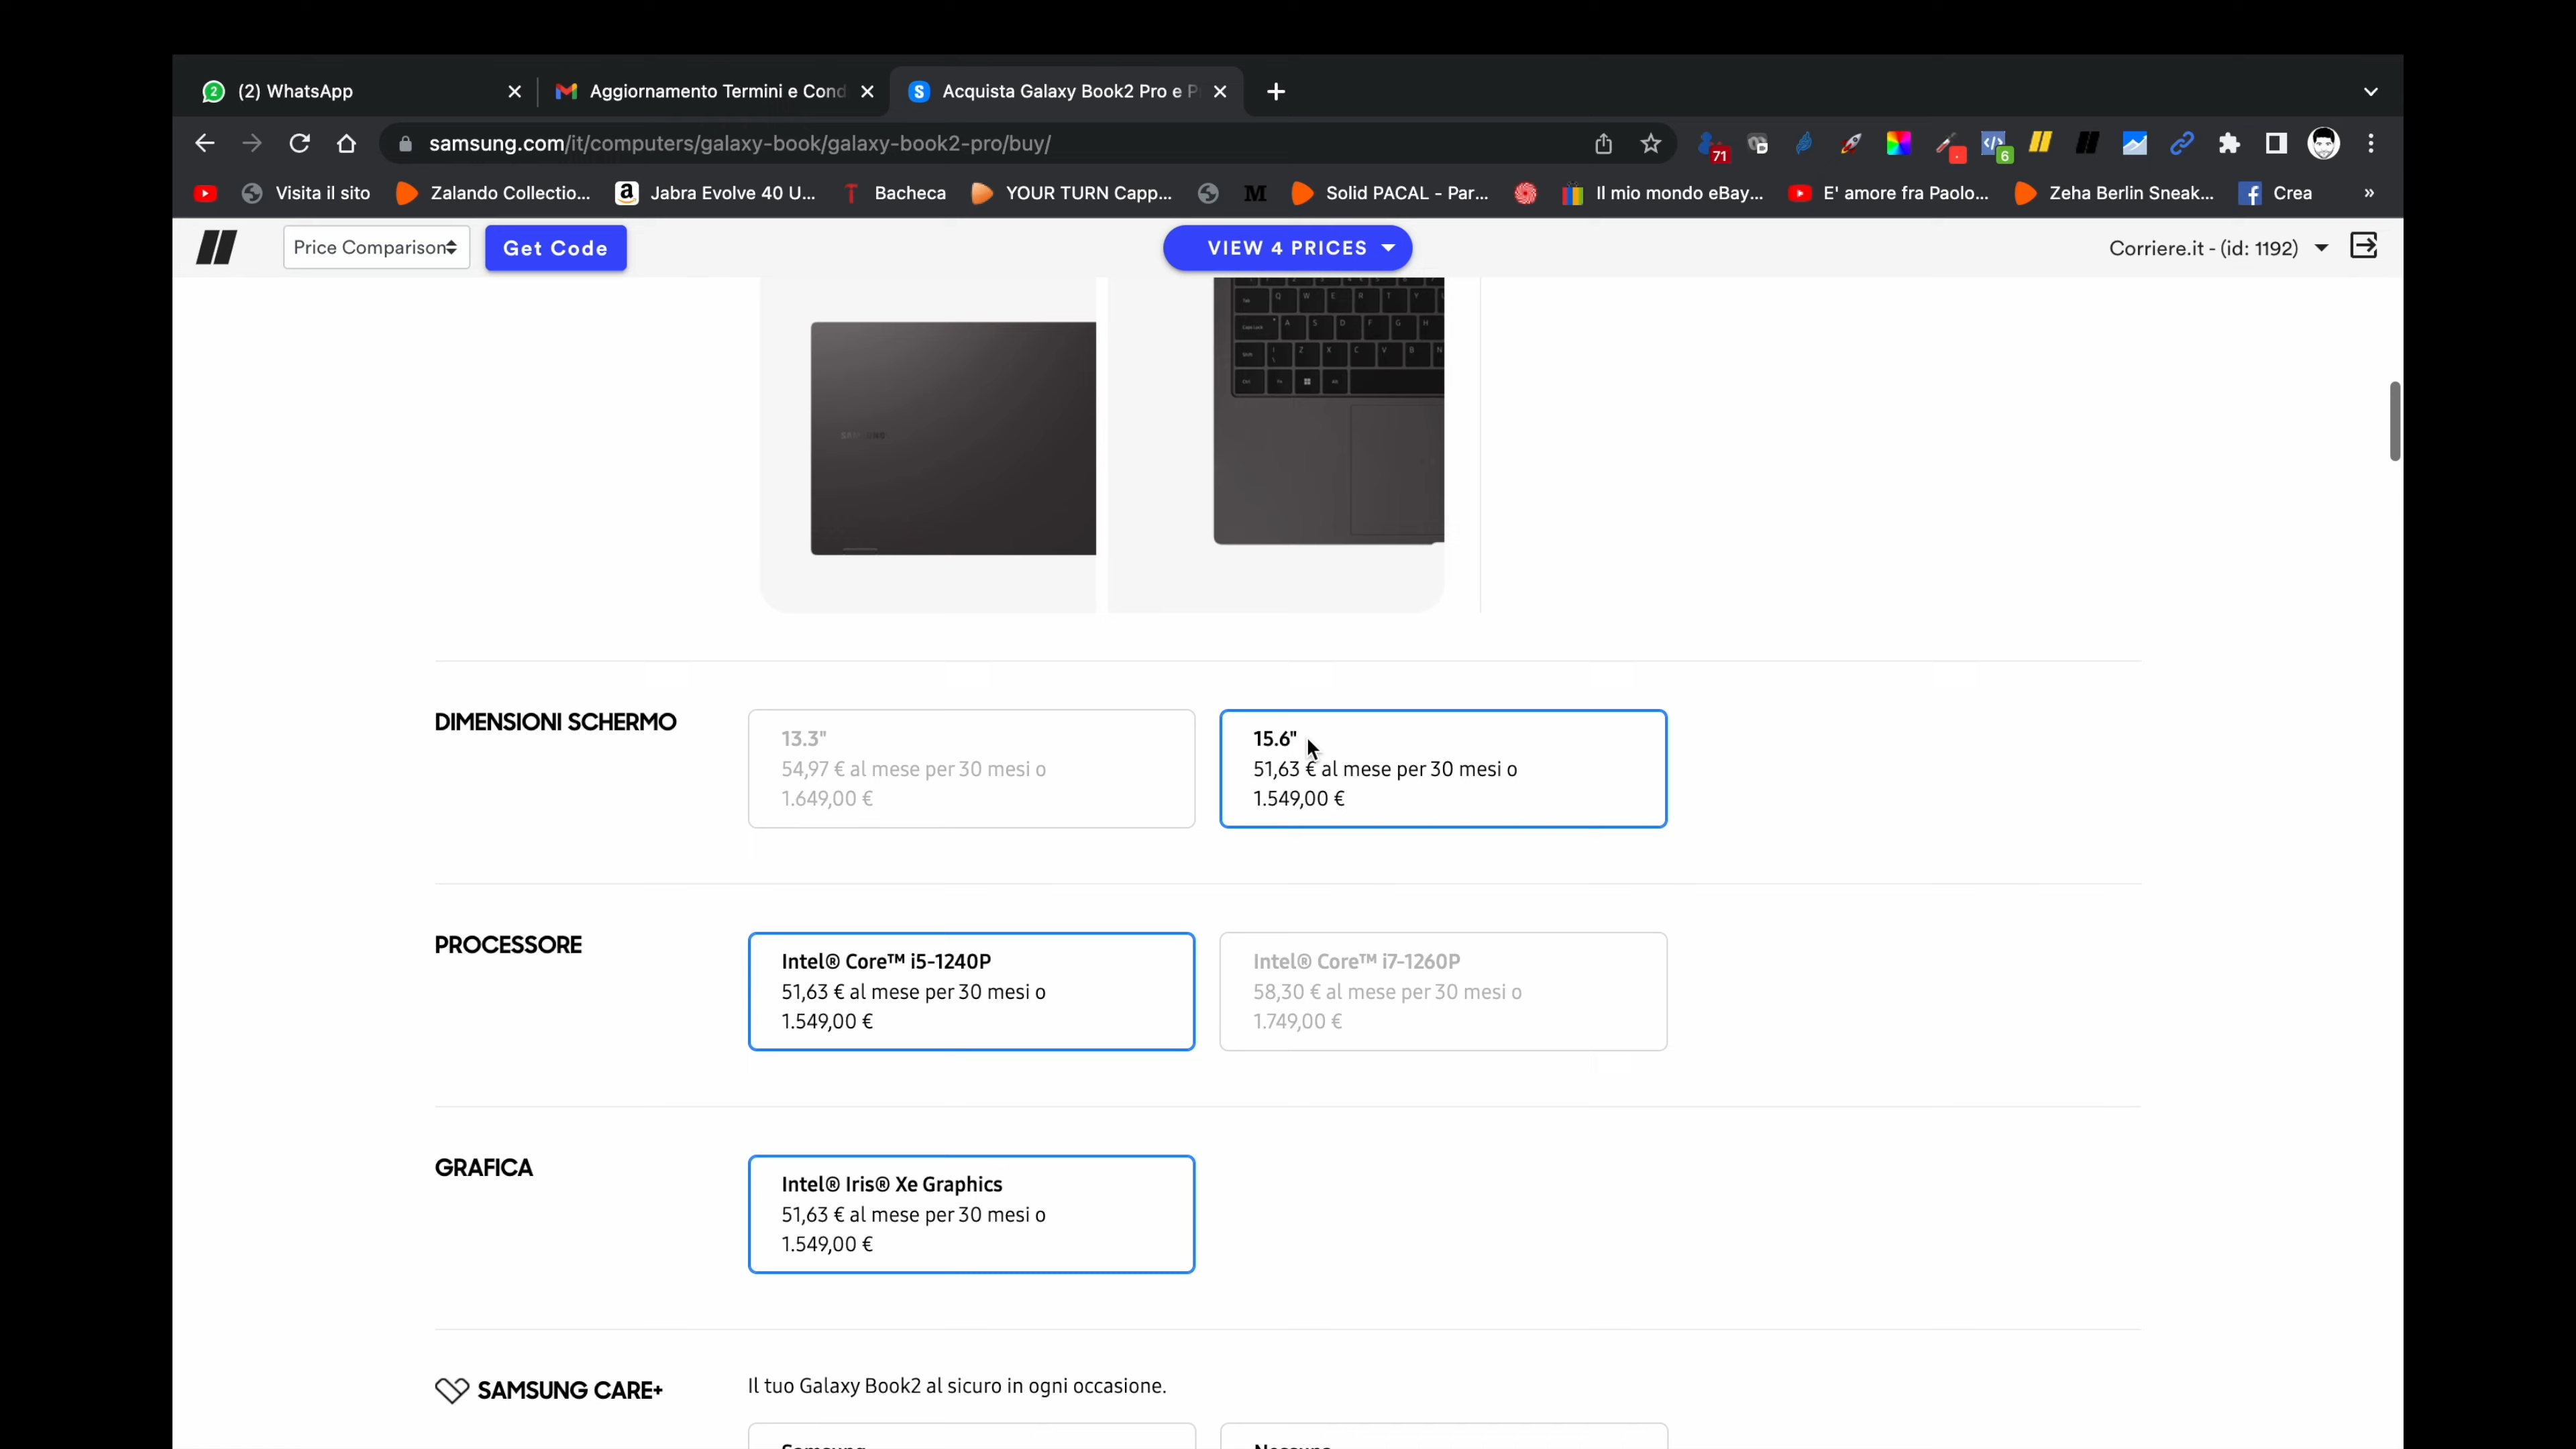 (2) WhatsApp
Aggiornamento Termini e Cond
Acquista Galaxy Book2 Pro e P
samsung.com/it/computers/galaxy-book/galaxy-book2-pro/buy/
71
6
Visita il sito
Zalando Collectio...
Jabra Evolve 40 U...
Bacheca
YOUR TURN Capp...
M
Solid PACAL - Par...
Il mio mondo eBay...
E' amore fra Paolo...
Zeha Berlin Sneak...
Crea
»
Price Comparison
Get Code
VIEW 4 PRICES
Corriere.it - (id: 1192)
SAMSUNG
DIMENSIONI SCHERMO
13.3"
54,97 € al mese per 30 mesi o
1.649,00 €
15.6"
51,63 € al mese per 30 mesi o
1.549,00 €
PROCESSORE
Intel® Core™ i5-1240P
51,63 € al mese per 30 mesi o
1.549,00 €
Intel® Core™ i7-1260P
58,30 € al mese per 30 mesi o
1.749,00 €
GRAFICA
Intel® Iris® Xe Graphics
51,63 € al mese per 30 mesi o
1.549,00 €
SAMSUNG CARE+
Il tuo Galaxy Book2 al sicuro in ogni occasione.